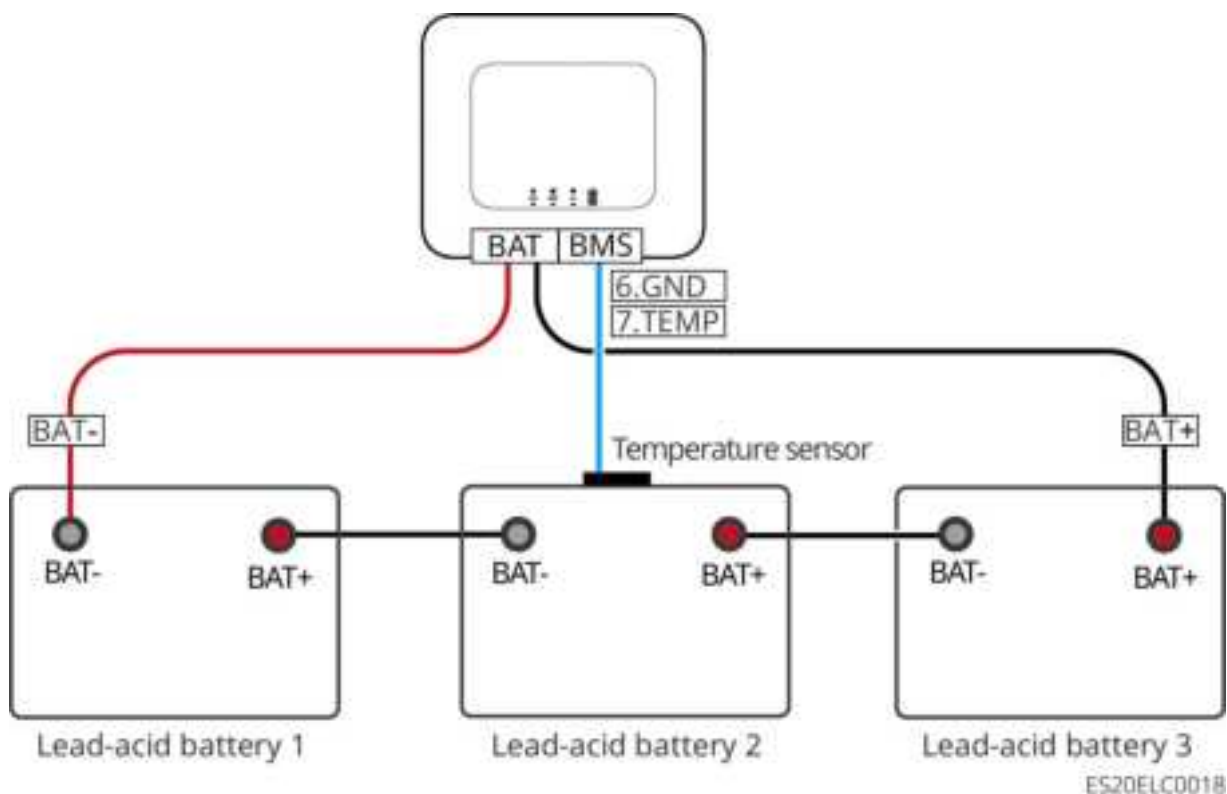 BAT BMS
6.GND
7.TEMP
BAT- BAT+
Temperature sensor
BAT- BAT+ BAT- BAT+ BAT- BAT+
Lead-acid battery 1 Lead-acid battery 2 Lead-acid battery 3
ES20ELC0018